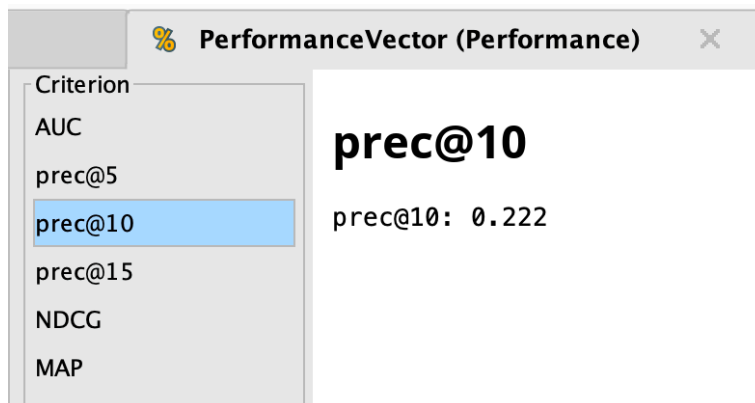 PerformanceVector (Performance)
Criterion
AUC
prec@5
prec@10
prec@15
NDCG
MAP
prec@10
prec@10: 0.222